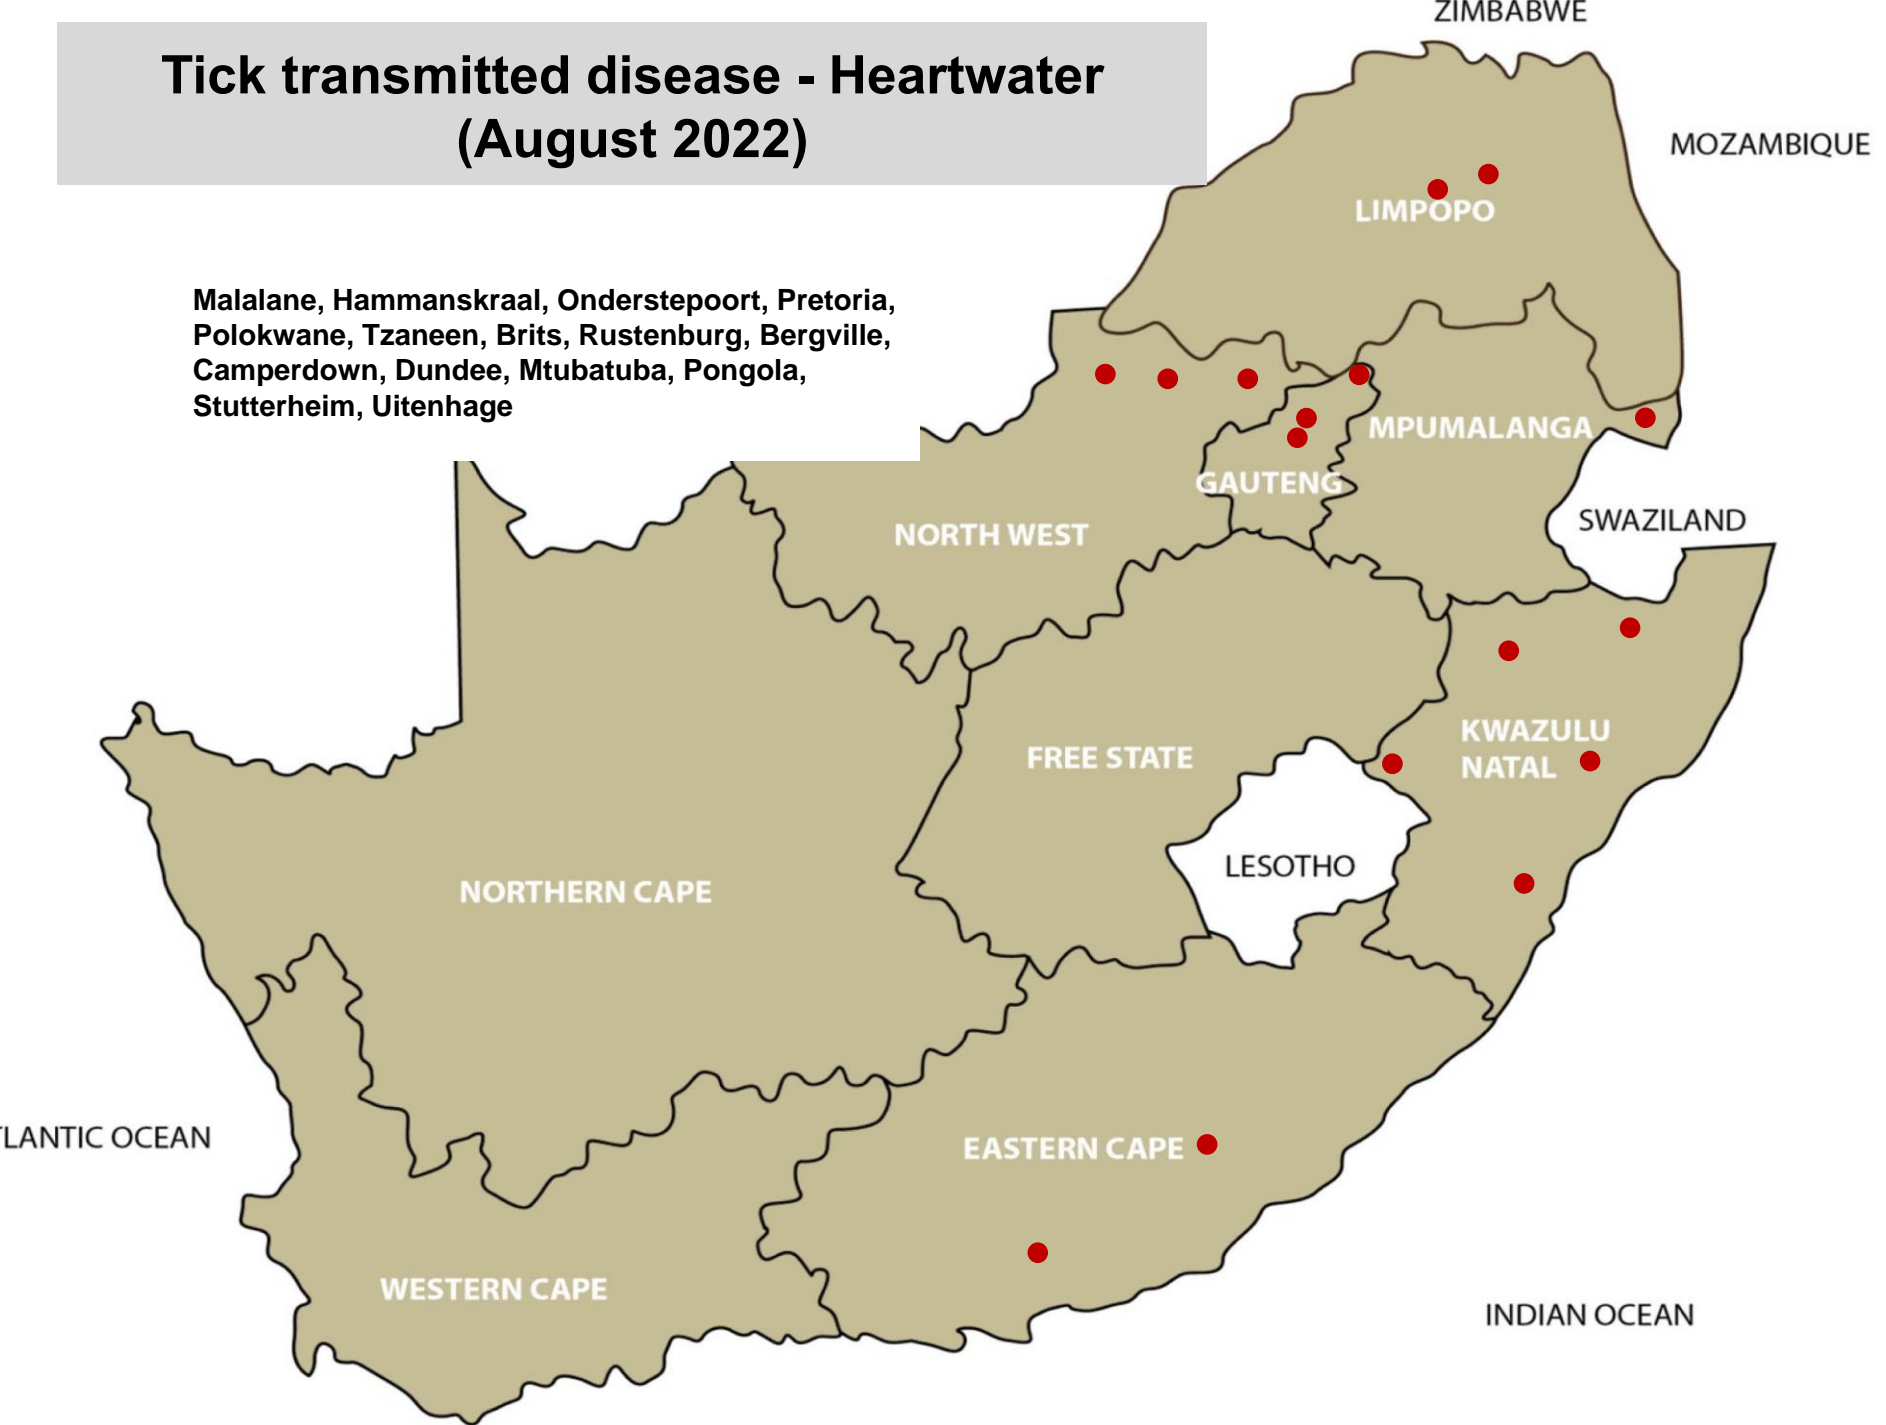 ZIMBABWE
Tick transmitted disease - Heartwater
(August 2022)
MOZAMBIQUE
LIMPOPO
Malalane, Hammanskraal, Onderstepoort, Pretoria,
Polokwane, Tzaneen, Brits, Rustenburg, Bergville,
Camperdown, Dundee, Mtubatuba, Pongola,
Stutterheim, Uitenhage
MPUMALANGA
GAUTENG
SWAZILAND
NORTH WEST
KWAZULU
NATAL
FREE STATE
LESOTHO
NORTHERN CAPE
TLANTIC OCEAN
EASTERN CAPE
WESTERN CAPE
INDIAN OCEAN